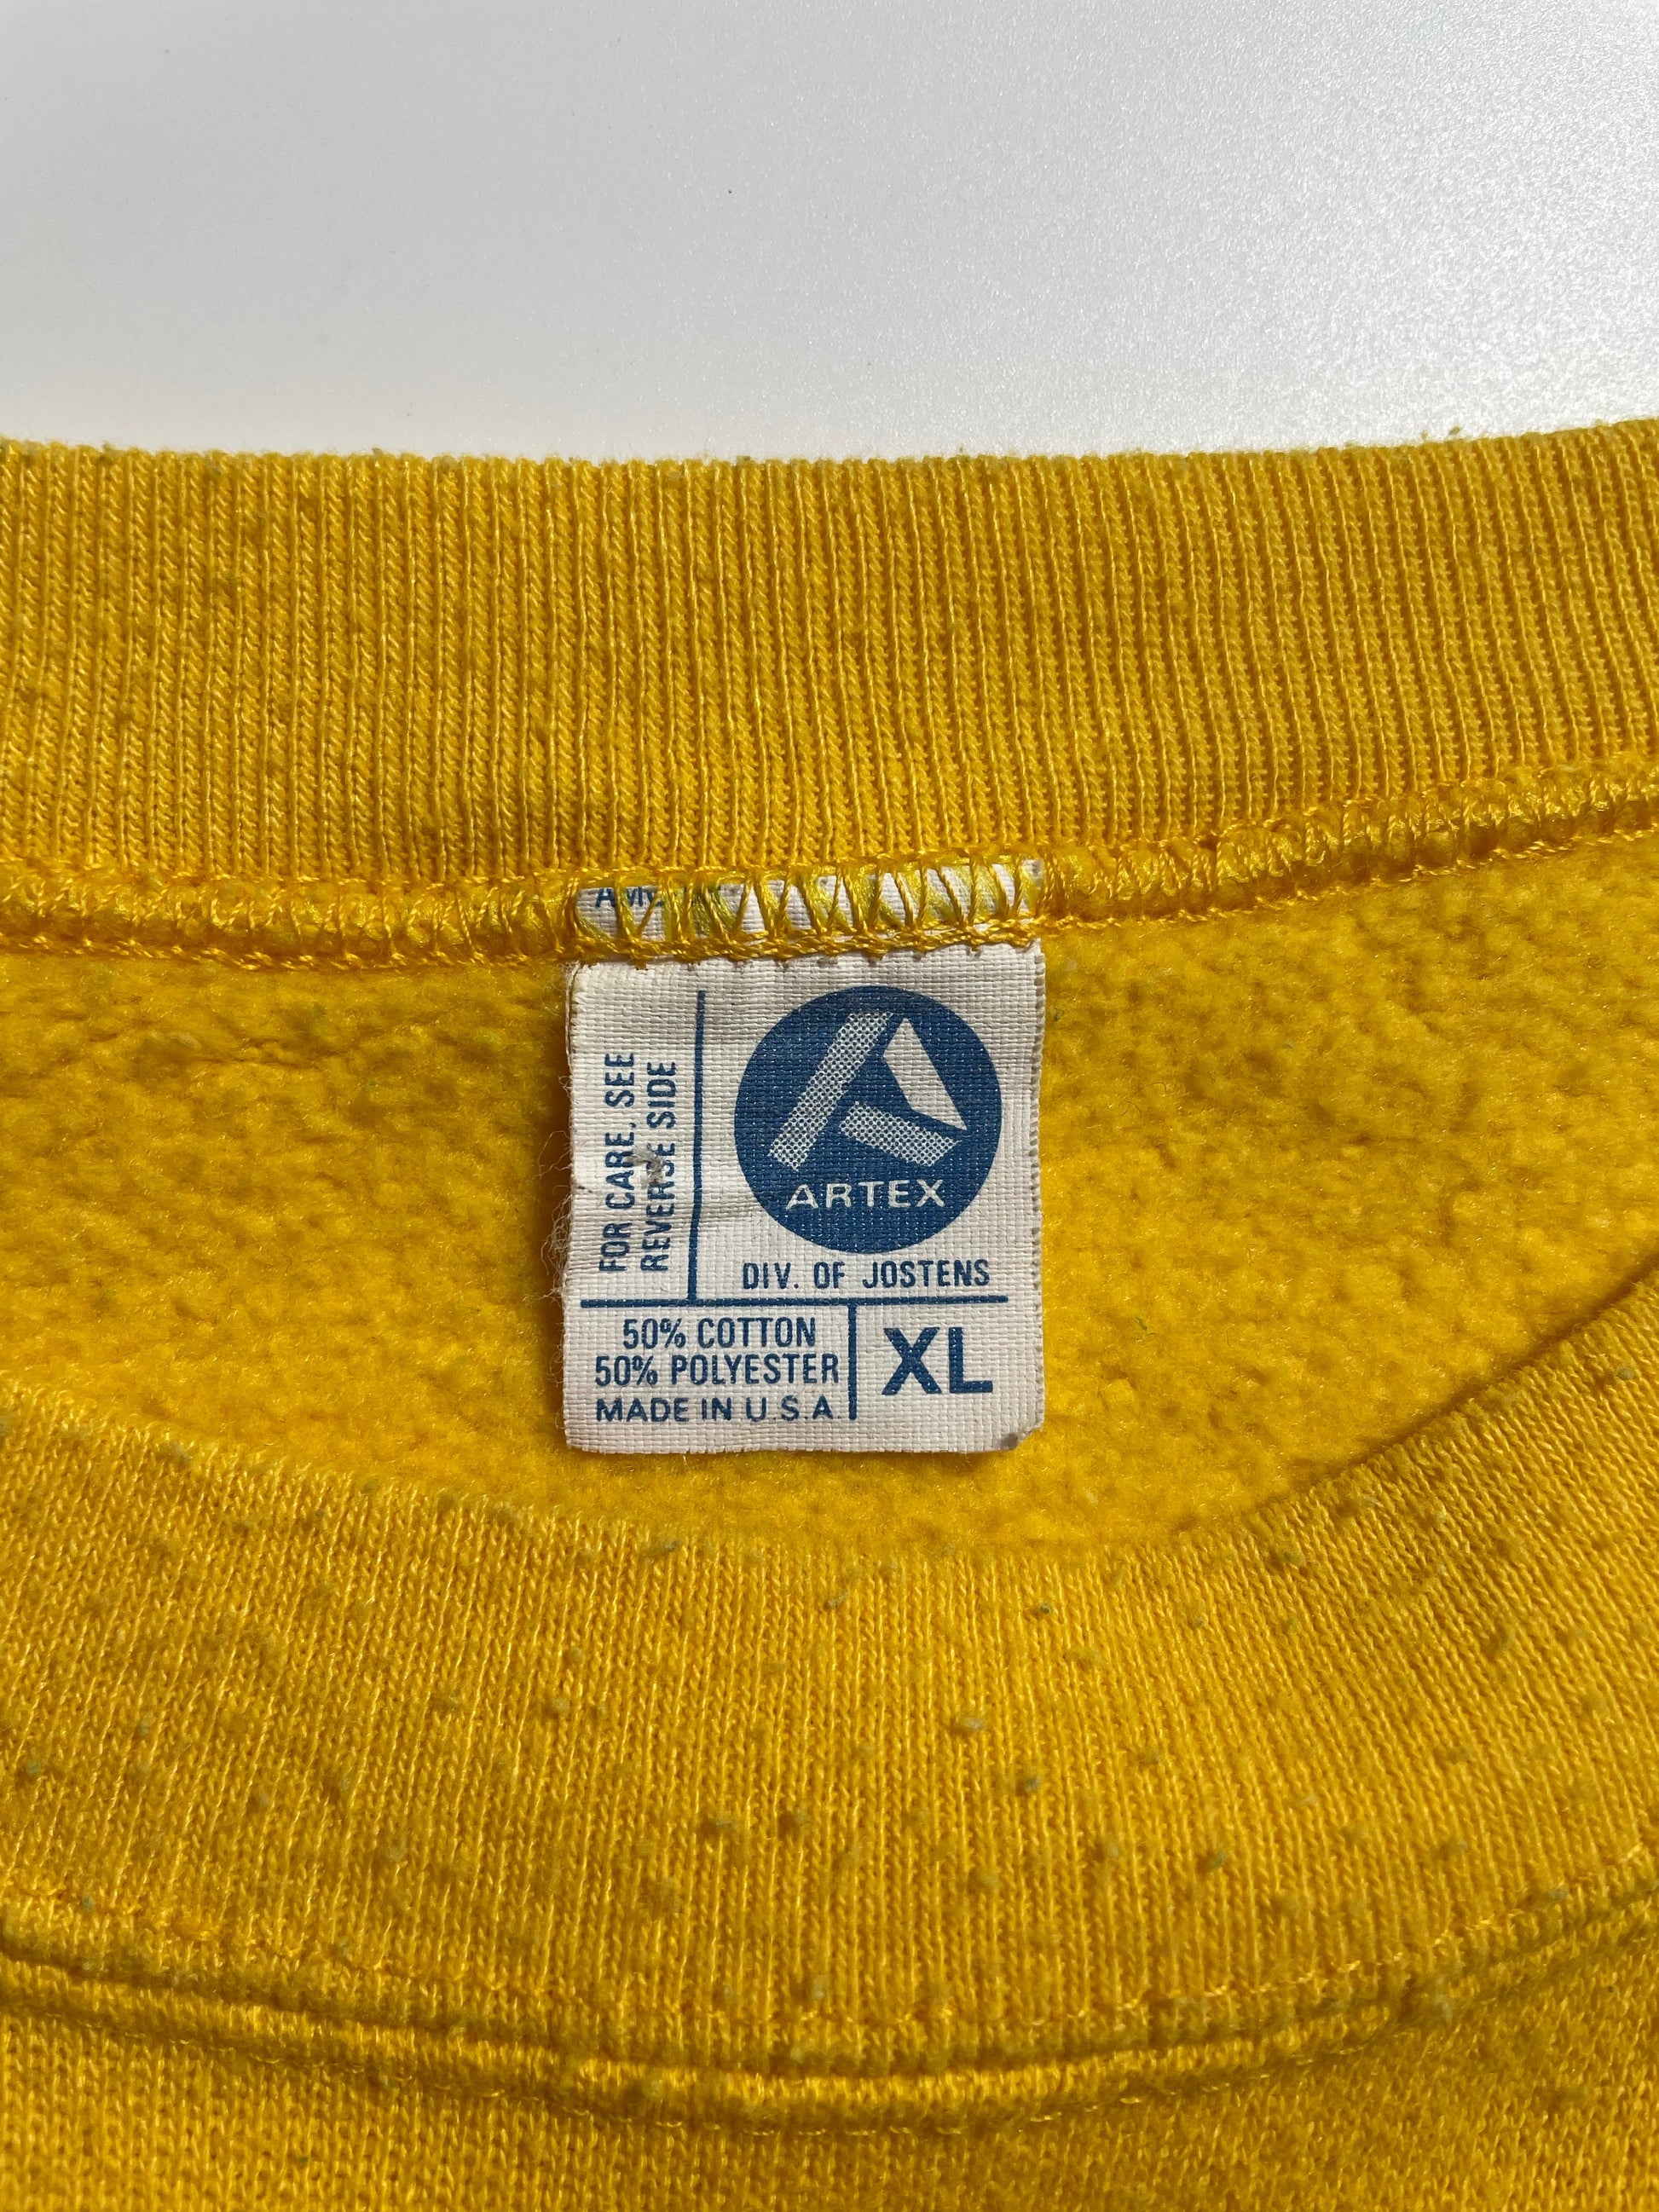 FOR CARE, SEE
REVERSE SIDE
ARTEX
DIV. OF JOSTENS
50% COTTON
50% POLYESTER
MADE IN U.S.A.
XL